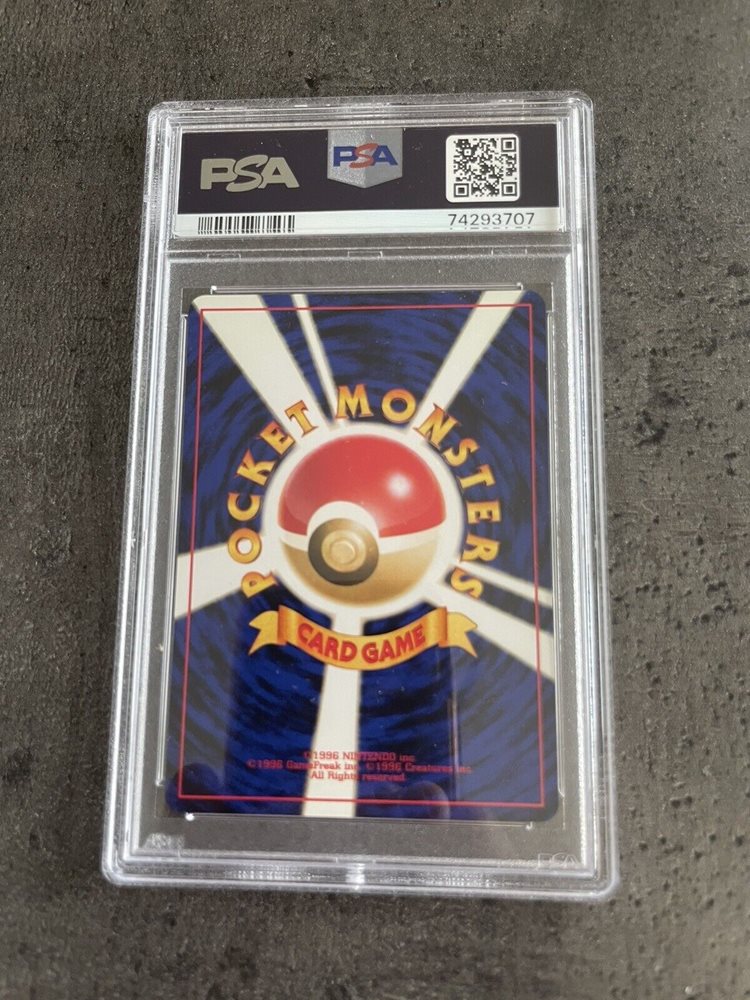 PSA
PSA
74293707
POCKET MONSTERS
CARD GAME
©1996 NINTENDO inc.
©1996 GameFreak inc. ©1996 Creatures inc.
All Rights reserved.
PSA